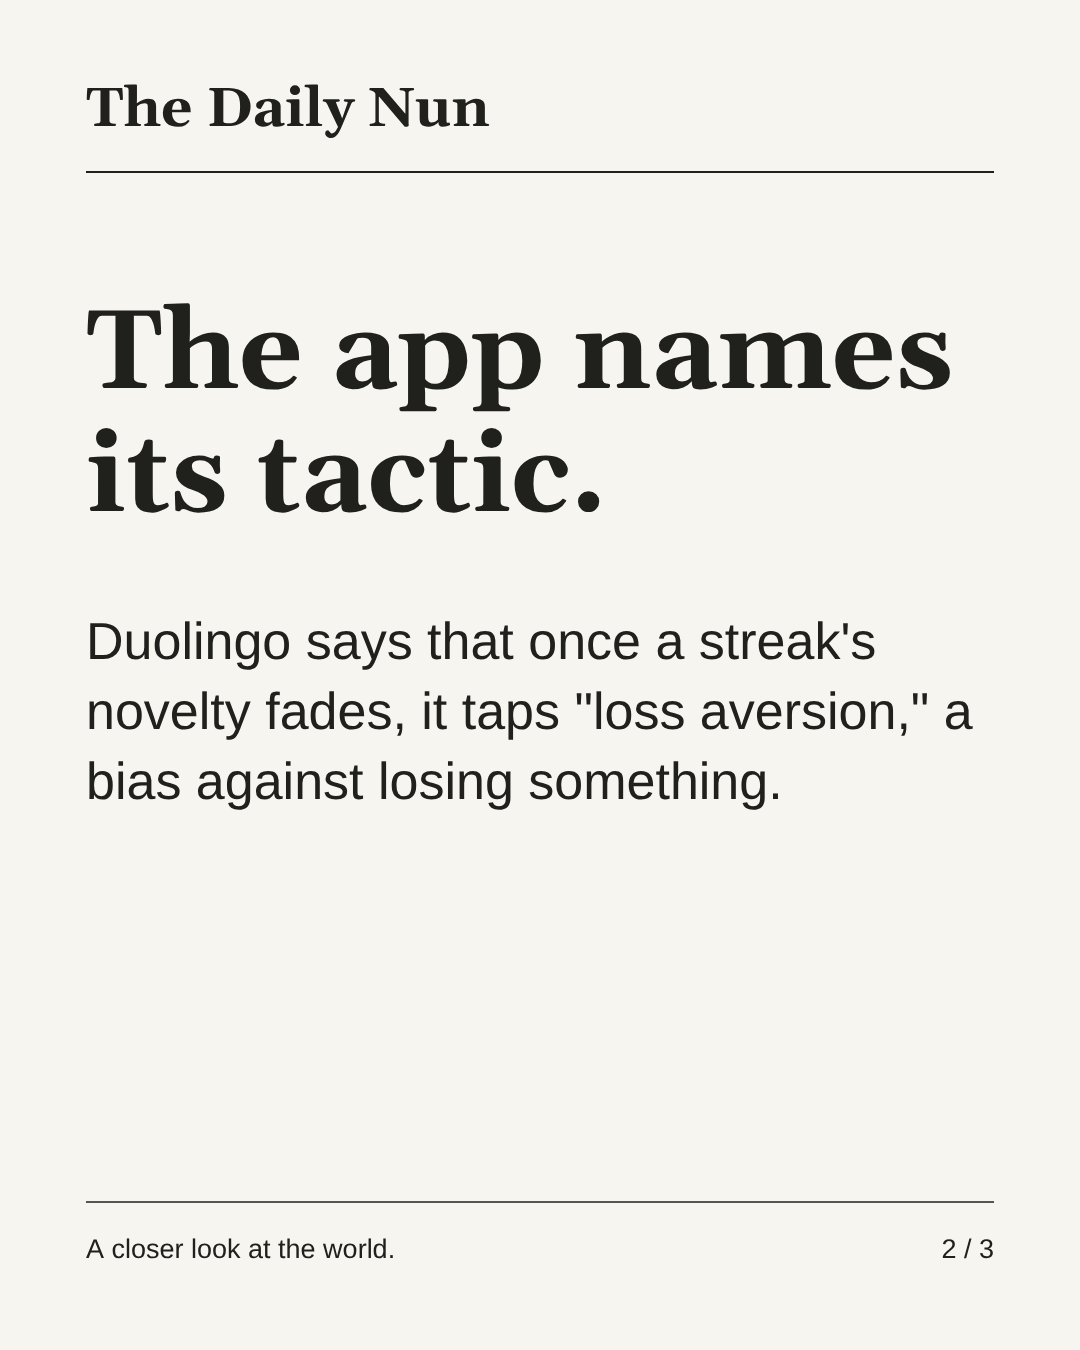 The Daily Nun
The app names
its tactic.
Duolingo says that once a streak's
novelty fades, it taps "loss aversion," a
bias against losing something.
A closer look at the world.
2 / 3